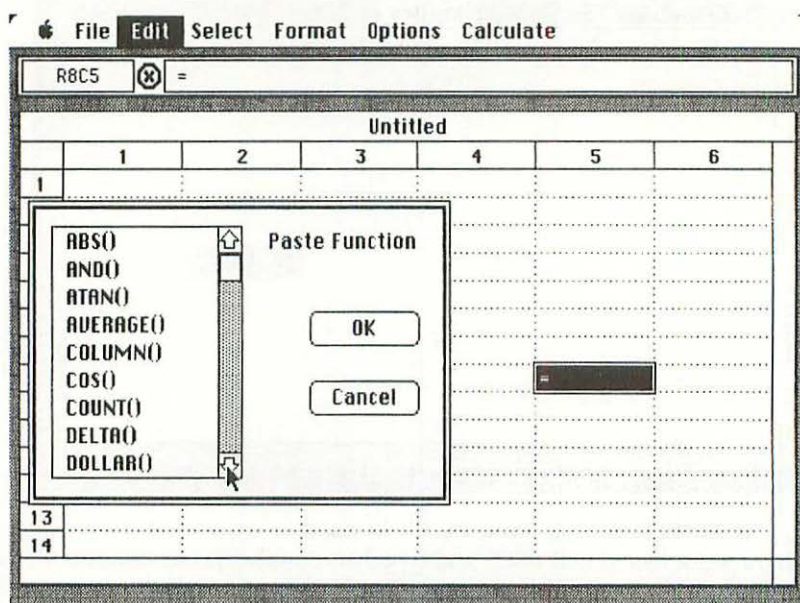 File Edit Select Format Options Calculate
R8C5 =
Untitled
1 2 3 4 5 6
1
Paste Function
ABS()
AND()
ATAN()
AVERAGE()
COLUMN()
COS()
COUNT()
DELTA()
DOLLAR()
OK
Cancel
=
13
14